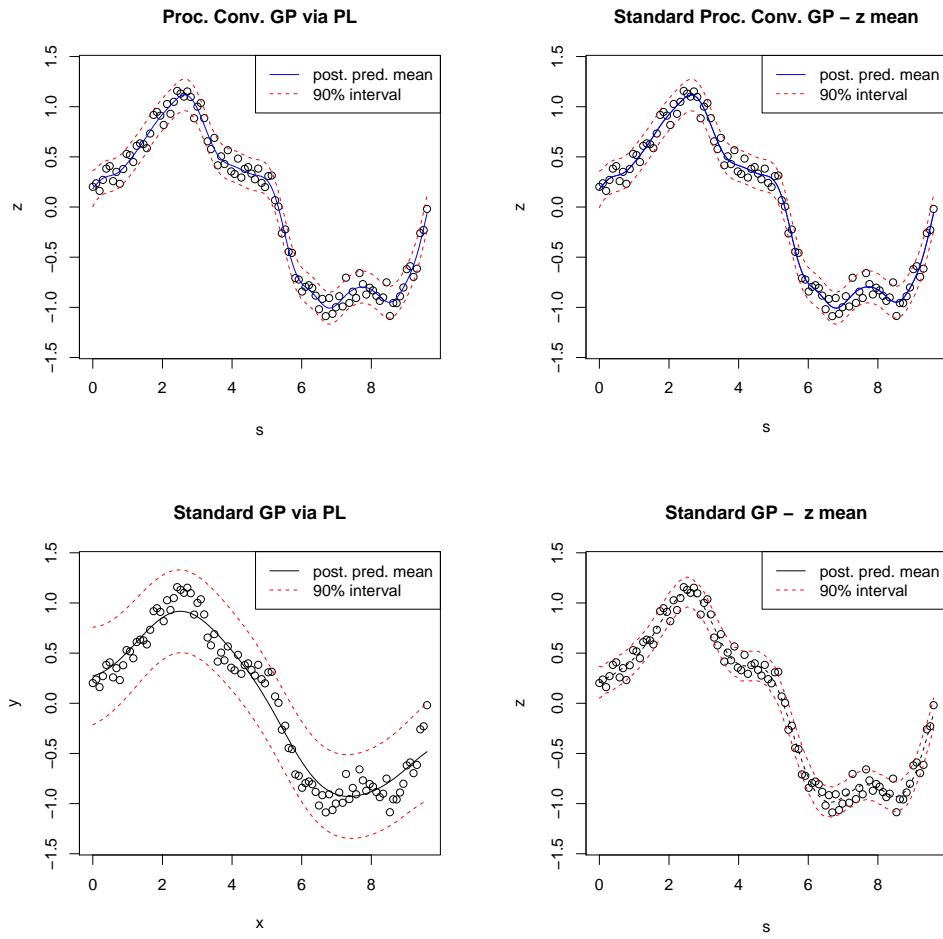 Proc. Conv. GP via PL
1.5
1.0
0.5
0.0
−0.5
−1.0
−1.5
z
post. pred. mean
90% interval
0 2 4 6 8
s
Standard Proc. Conv. GP − z mean
1.5
1.0
0.5
0.0
−0.5
−1.0
−1.5
z
post. pred. mean
90% interval
0 2 4 6 8
s
Standard GP via PL
1.5
1.0
0.5
0.0
−0.5
−1.0
−1.5
y
post. pred. mean
90% interval
0 2 4 6 8
x
Standard GP − z mean
1.5
1.0
0.5
0.0
−0.5
−1.0
−1.5
z
post. pred. mean
90% interval
0 2 4 6 8
s